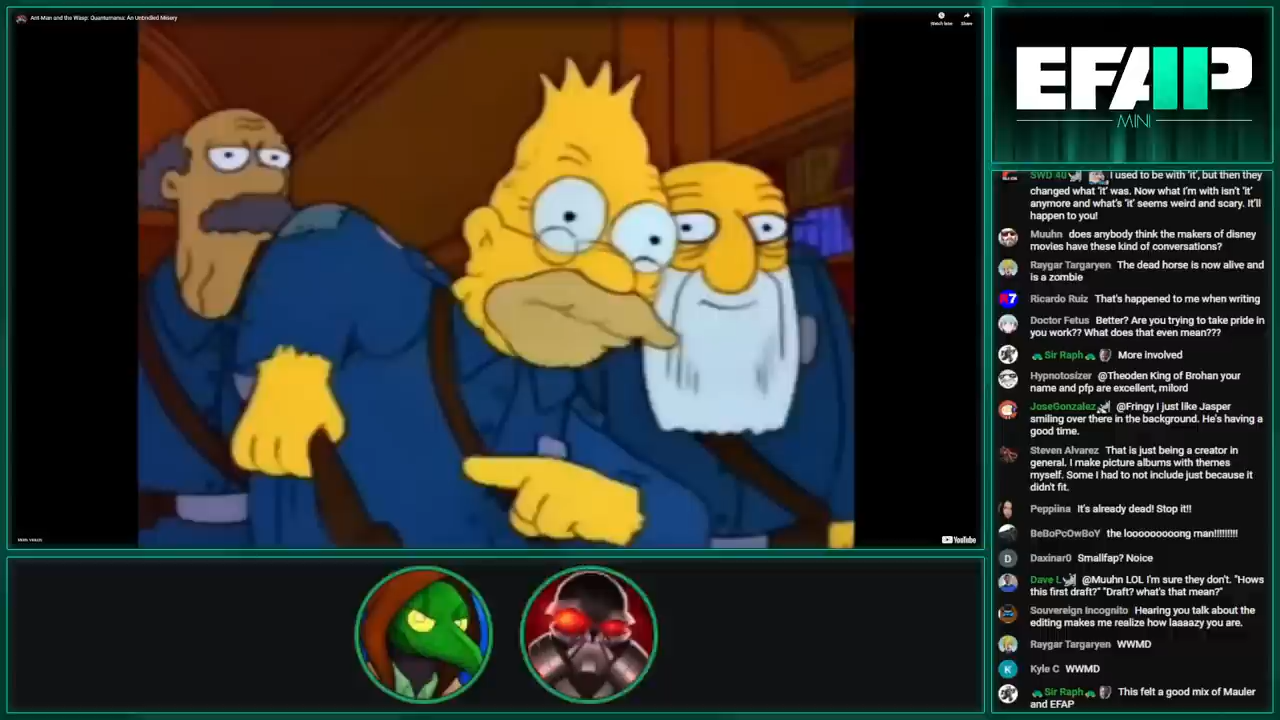 Ant-Man and the Wasp: Quantumania: An Unbridled Misery
Watch later
Share
MORE VIDEOS
YouTube
EFAP
MINI
SWD 40 I used to be with 'it', but then they
changed what 'it' was. Now what I'm with isn't 'it'
anymore and what's 'it' seems weird and scary. It'll
happen to you!
Muuhn does anybody think the makers of disney
movies have these kind of conversations?
Raygar Targaryen The dead horse is now alive and
is a zombie
R7
Ricardo Ruiz That's happened to me when writing
Doctor Fetus Better? Are you trying to take pride in
you work?? What does that even mean???
Sir Raph More involved
Hypnotosizer @Theoden King of Brohan your
name and pfp are excellent, milord
JoseGonzalez @Fringy I just like Jasper
smiling over there in the background. He's having a
good time.
Steven Alvarez That is just being a creator in
general. I make picture albums with themes
myself. Some I had to not include just because it
didn't fit.
Peppiina It's already dead! Stop it!!
BeBoPcOwBoY the looooooooong man!!!!!!!!!
D
Daxinar0 Smallfap? Noice
Dave L @Muuhn LOL I'm sure they don't. "Hows
this first draft?" "Draft? what's that mean?"
Souvereign Incognito Hearing you talk about the
editing makes me realize how laaaazy you are.
Raygar Targaryen WWMD
K
Kyle C WWMD
Sir Raph This felt a good mix of Mauler
and EFAP